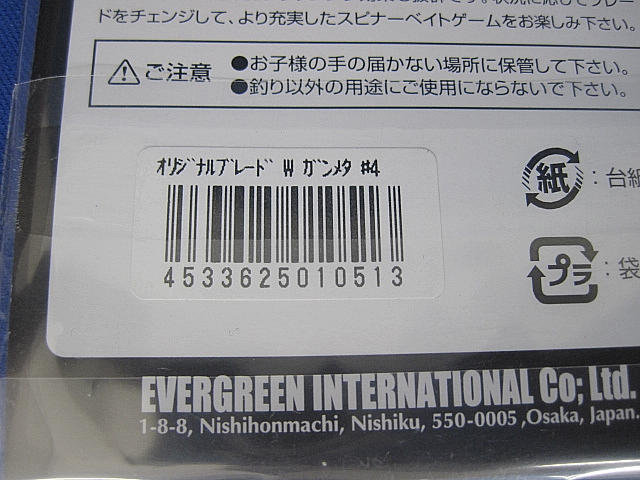 ドをチェンジして、より充実したスピナーベイトゲームをお楽しみ下さい。
ご注意
●お子様の手の届かない場所に保管して下さい。
●釣り以外の用途にご使用にならないで下さい。
ｵﾘｼﾞﾅﾙﾌﾞﾚｰﾄﾞ W ｶﾞﾝﾒﾀ #4
4533625010513
紙:台紙
プラ:袋
EVERGREEN INTERNATIONAL Co; Ltd.
1-8-8, Nishihonmachi, Nishiku, 550-0005 ,Osaka, Japan.